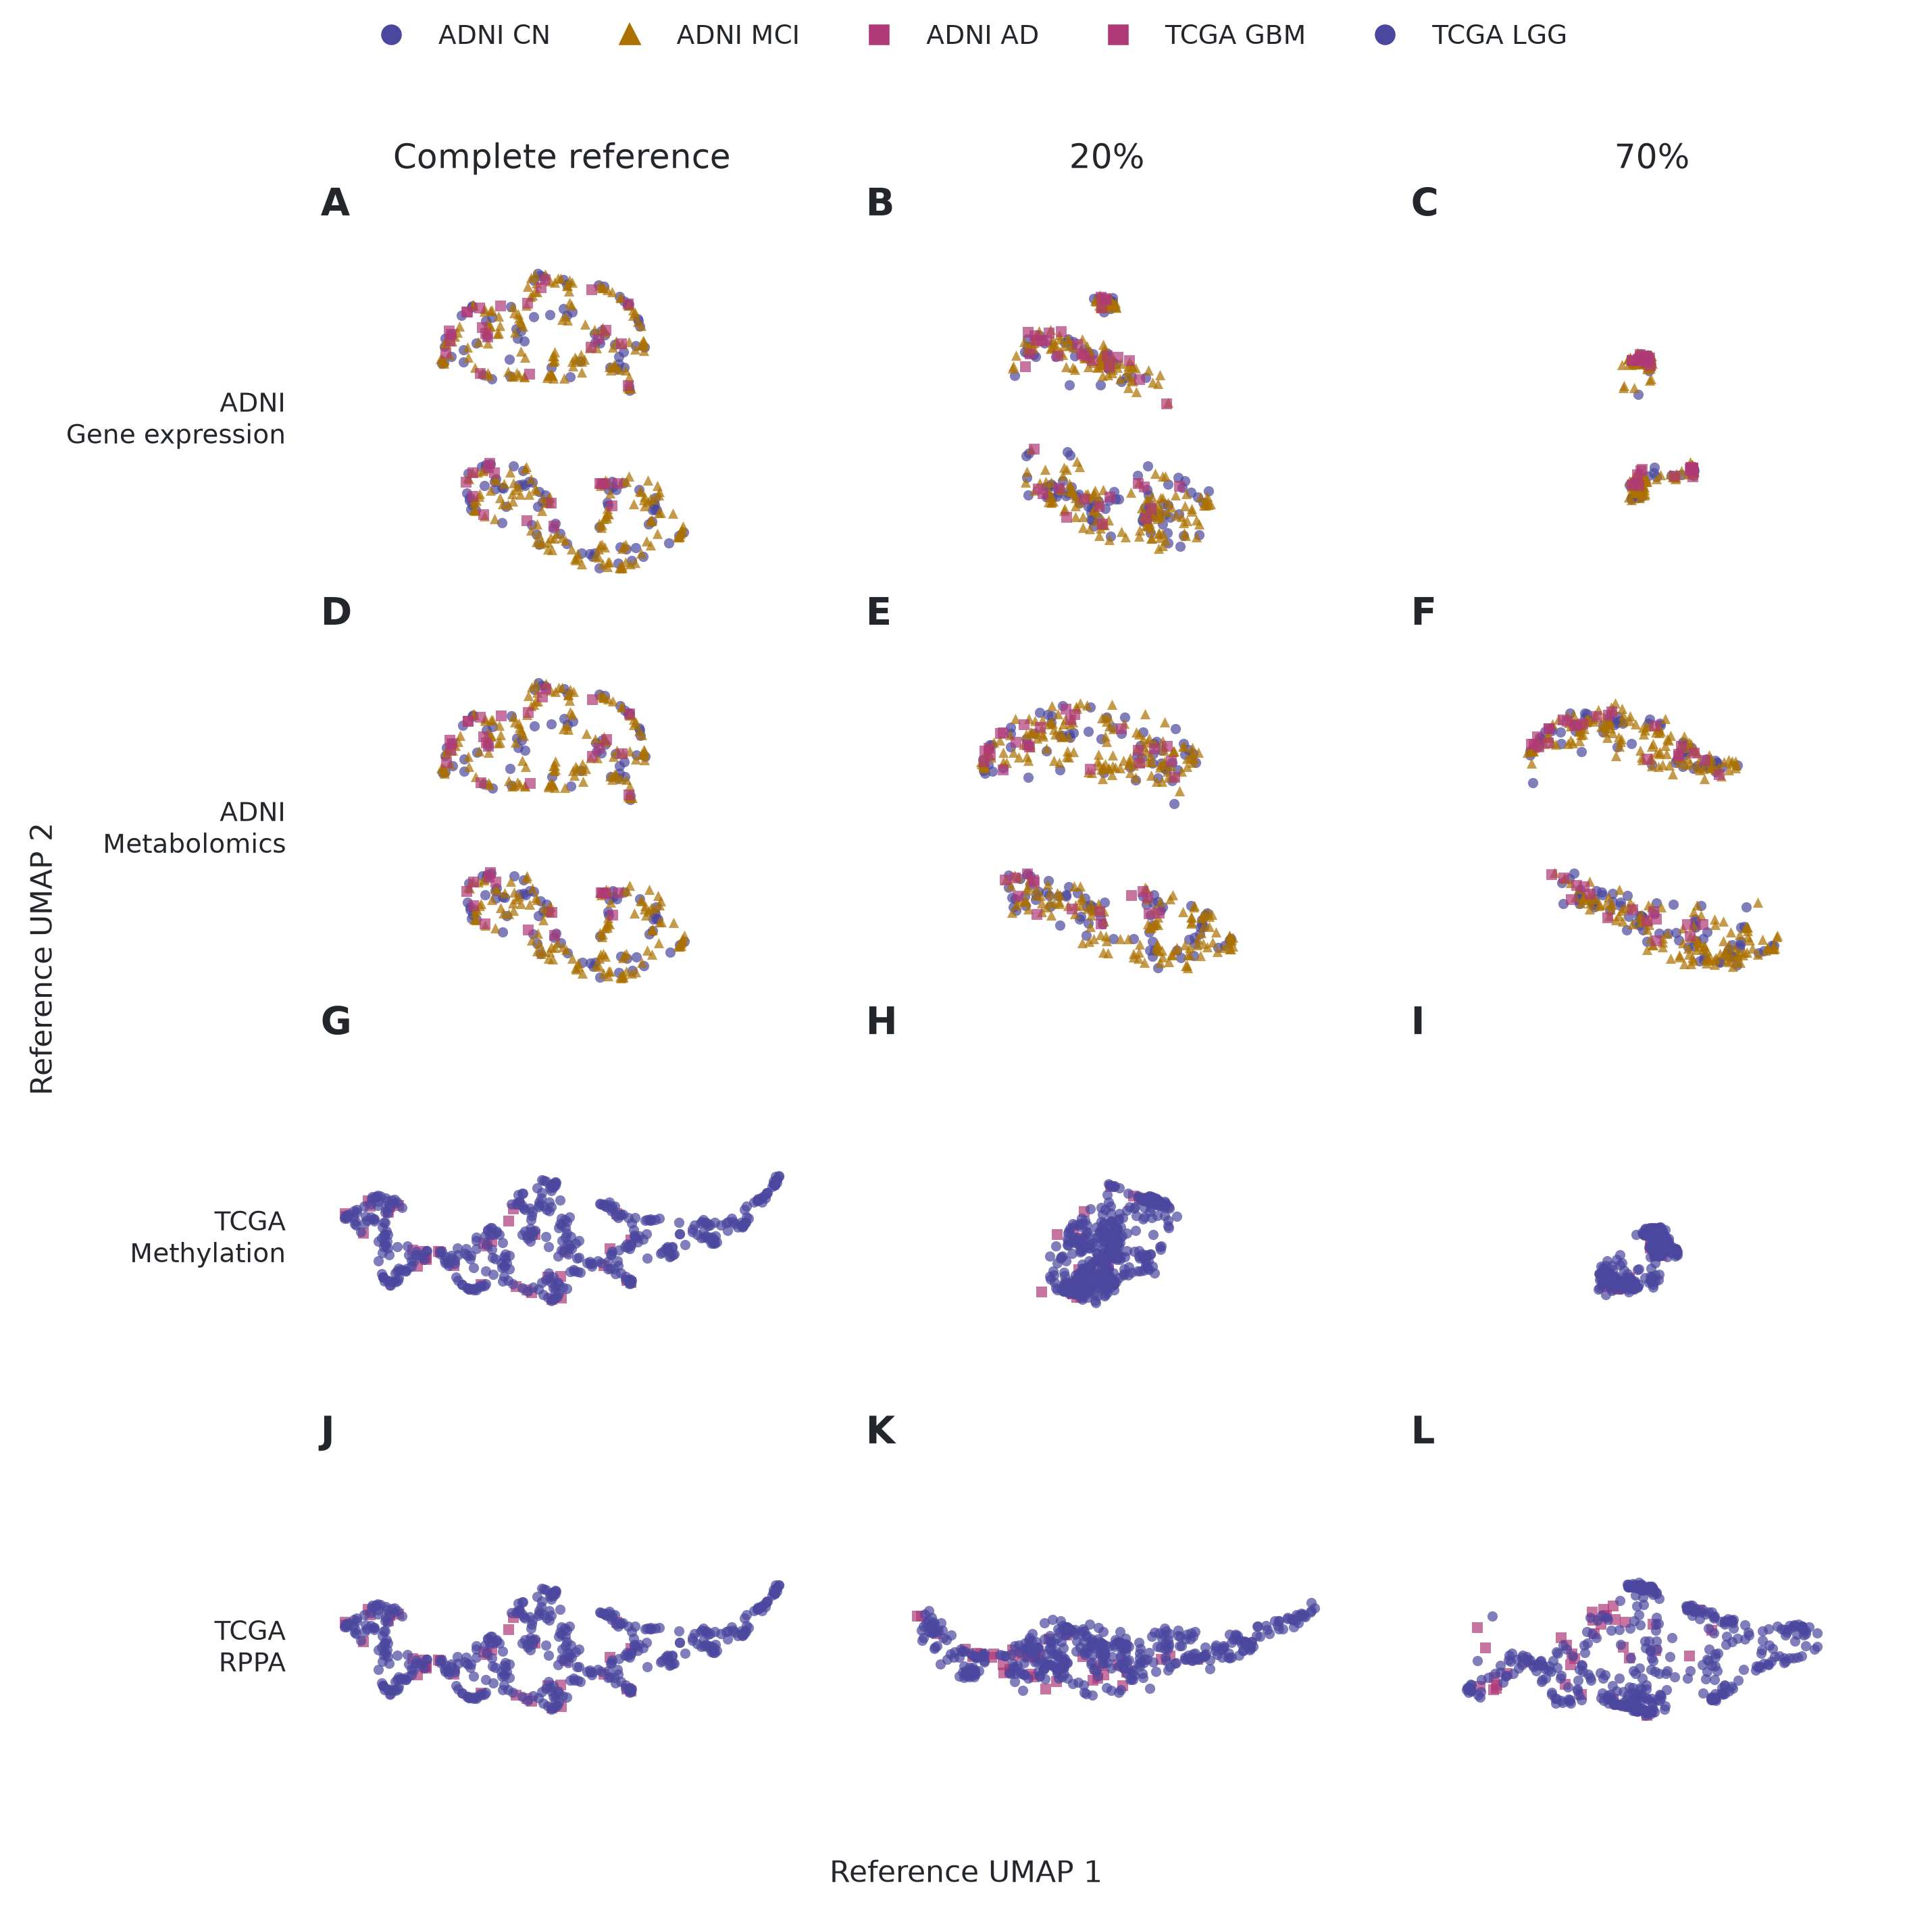 ADNI CN ADNI MCI ADNI AD TCGA GBM TCGA LGG
Complete reference 20% 70%
A B C
ADNI
Gene expression
D E F
ADNI
Metabolomics
Reference UMAP 2
G H I
TCGA
Methylation
J K L
TCGA
RPPA
Reference UMAP 1